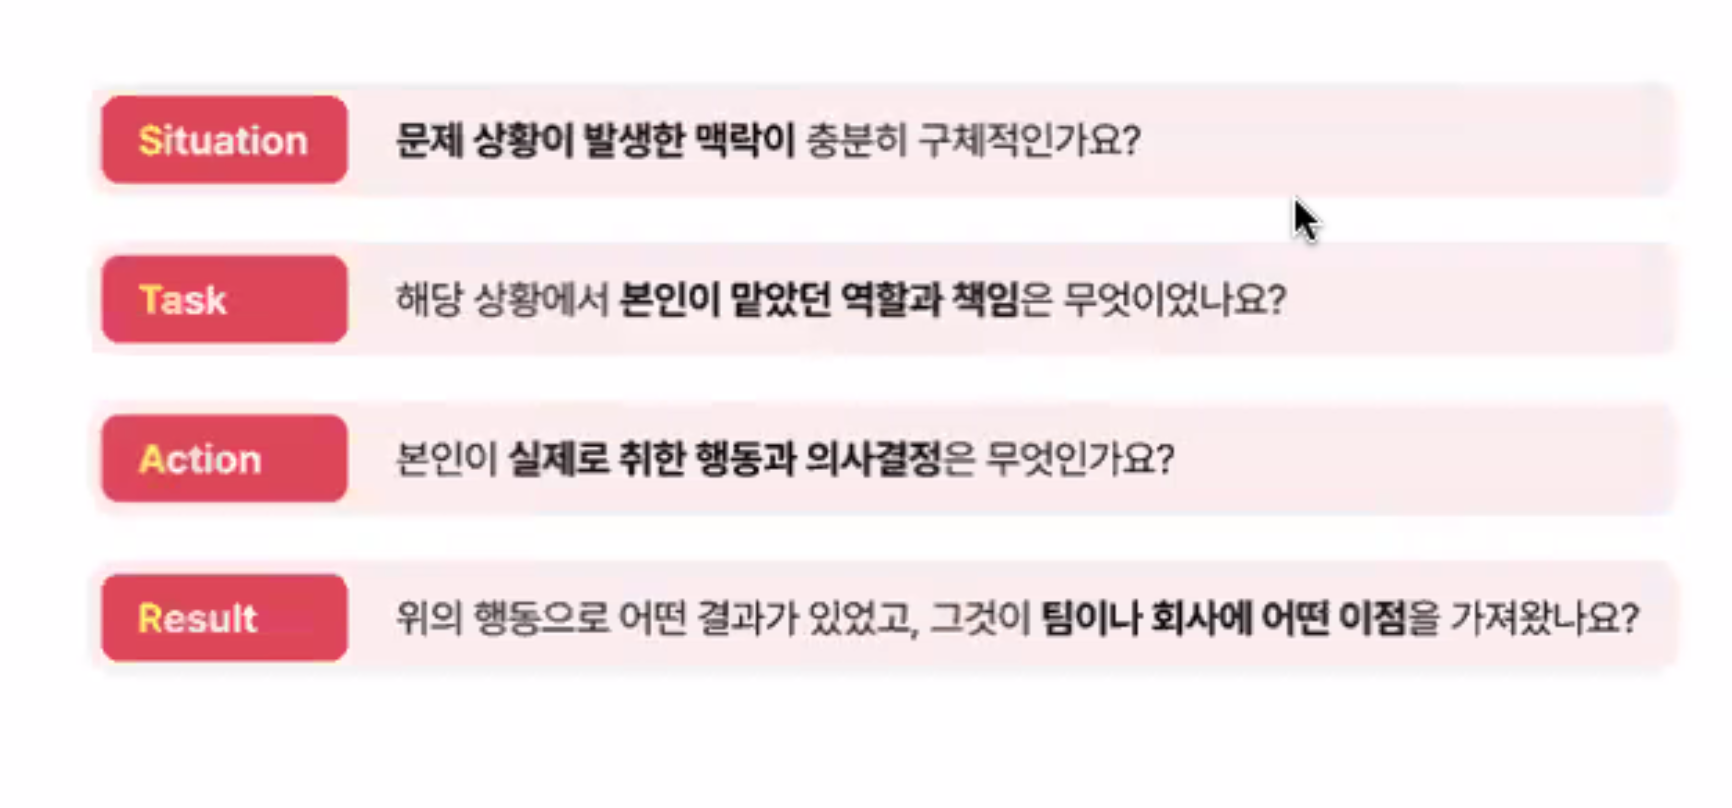 Situation 문제 상황이 발생한 맥락이 충분히 구체적인가요?
Task 해당 상황에서 본인이 맡았던 역할과 책임은 무엇이었나요?
Action 본인이 실제로 취한 행동과 의사결정은 무엇인가요?
Result 위의 행동으로 어떤 결과가 있었고, 그것이 팀이나 회사에 어떤 이점을 가져왔나요?